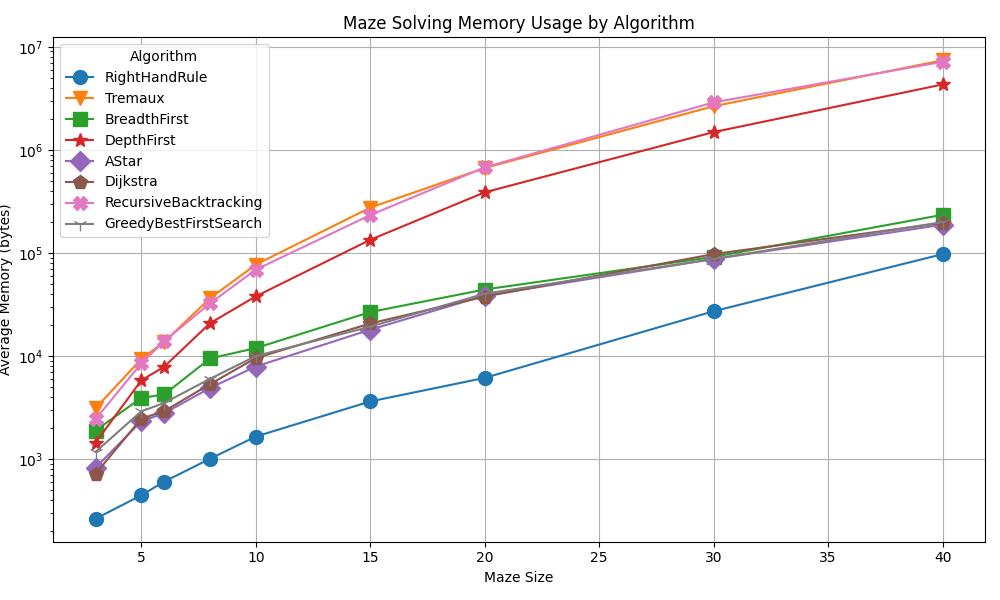 Maze Solving Memory Usage by Algorithm
10^7
10^6
10^5
10^4
10^3
Average Memory (bytes)
Algorithm
RightHandRule
Tremaux
BreadthFirst
DepthFirst
AStar
Dijkstra
RecursiveBacktracking
GreedyBestFirstSearch
5 10 15 20 25 30 35 40
Maze Size